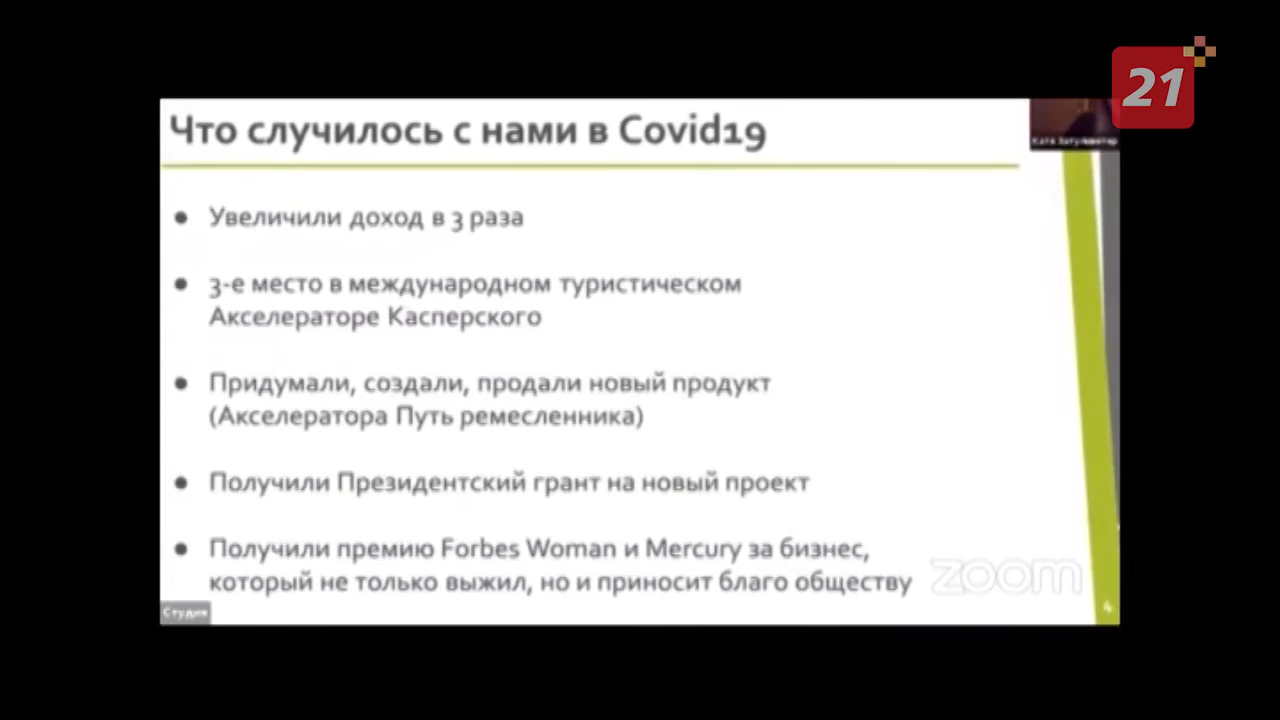 21
Что случилось с нами в Covid19
● Увеличили доход в 3 раза
● 3-е место в международном туристическом
Акселераторе Касперского
● Придумали, создали, продали новый продукт
(Акселератора Путь ремесленника)
● Получили Президентский грант на новый проект
● Получили премию Forbes Woman и Mercury за бизнес,
который не только выжил, но и приносит благо обществу
zoom
4
Студия